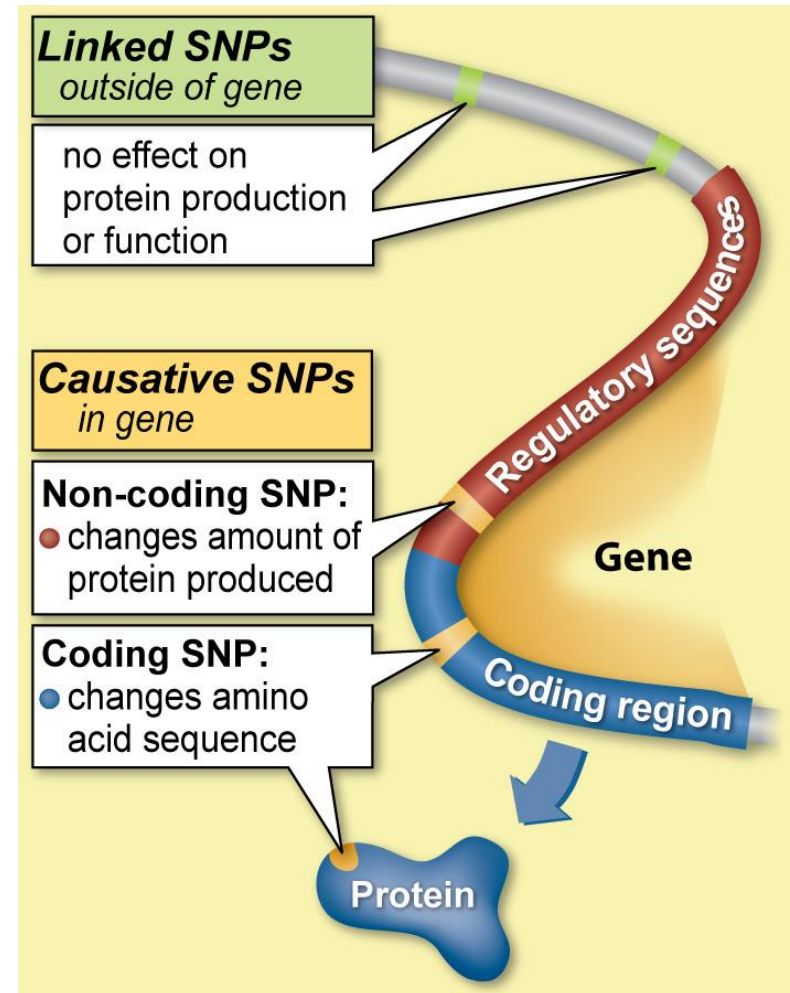 Linked SNPs
outside of gene
no effect on
protein production
or function
Regulatory sequences
Causative SNPs
in gene
Non-coding SNP:
● changes amount of
protein produced
Gene
Coding SNP:
● changes amino
acid sequence
Coding region
Protein